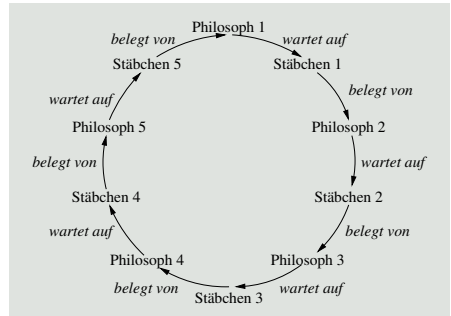 Philosoph 1
belegt von
wartet auf
Stäbchen 5
Stäbchen 1
wartet auf
belegt von
Philosoph 5
Philosoph 2
belegt von
wartet auf
Stäbchen 4
Stäbchen 2
wartet auf
belegt von
Philosoph 4
Philosoph 3
belegt von
wartet auf
Stäbchen 3